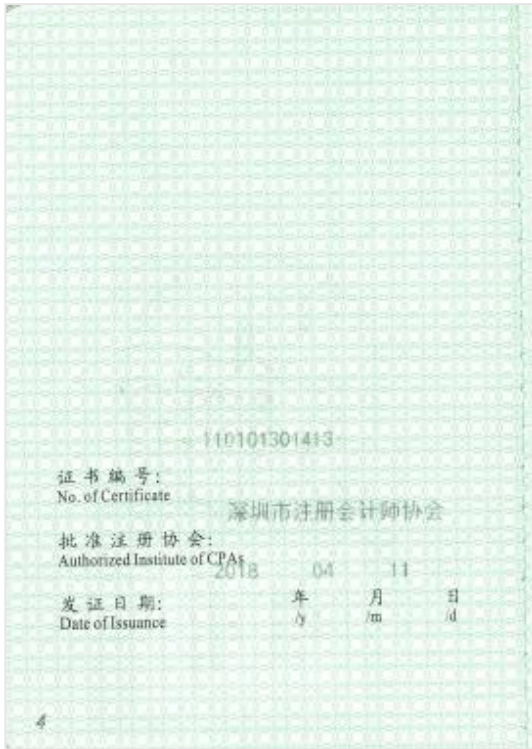 110101301413
证书编号:
No. of Certificate
深圳市注册会计师协会
批准注册协会:
Authorized Institute of CPAs
2018 04 11
发证日期: 年 月 日
Date of Issuance /y /m /d
4